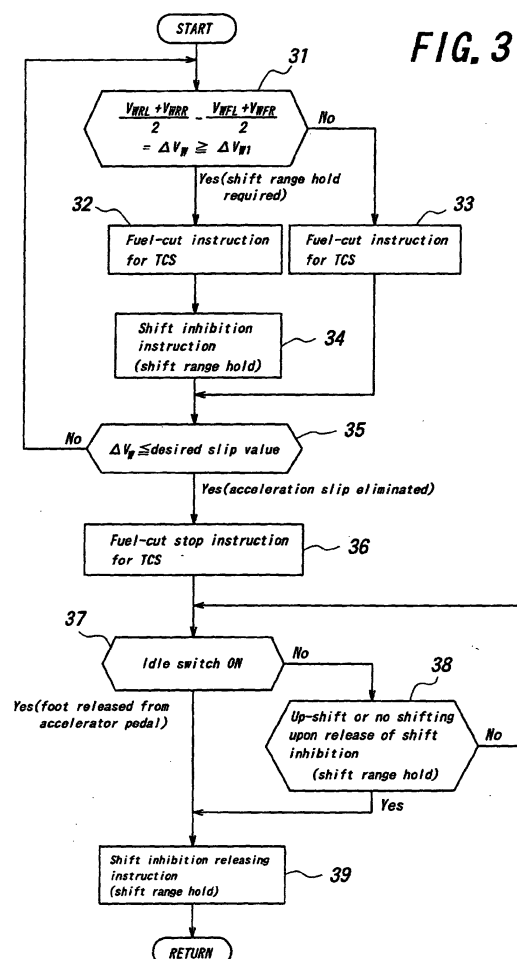 START
FIG. 3
31
V_WRL + V_WRR / 2 - V_WFL + V_WFR / 2
= ΔV_W ≧ ΔV_W1
No
Yes(shift range hold
required)
32
33
Fuel-cut instruction
for TCS
Fuel-cut instruction
for TCS
Shift inhibition
instruction
(shift range hold)
34
No
ΔV_W ≦ desired slip value
35
Yes(acceleration slip eliminated)
Fuel-cut stop instruction
for TCS
36
37
Idle switch ON
No
38
Yes(foot released from
accelerator pedal)
Up-shift or no shifting
upon release of shift
inhibition
(shift range hold)
No
Yes
Shift inhibition releasing
instruction
(shift range hold)
39
RETURN